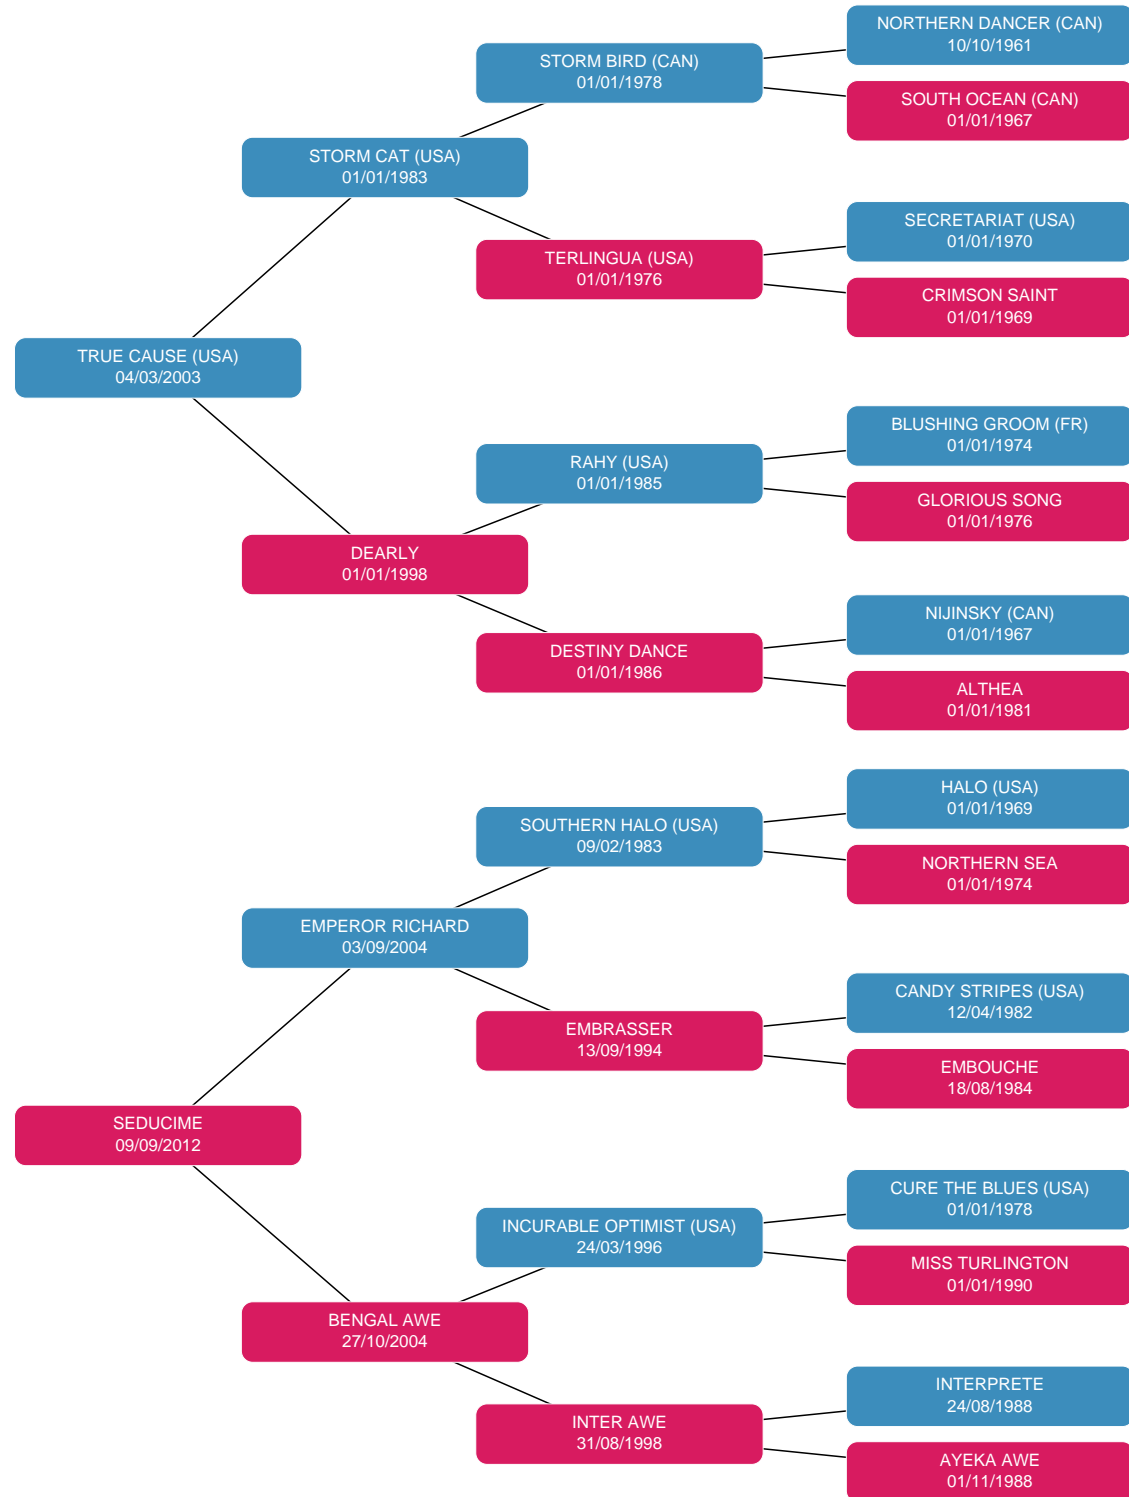 NORTHERN DANCER (CAN)
10/10/1961
STORM BIRD (CAN)
01/01/1978
SOUTH OCEAN (CAN)
01/01/1967
STORM CAT (USA)
01/01/1983
SECRETARIAT (USA)
01/01/1970
TERLINGUA (USA)
01/01/1976
CRIMSON SAINT
01/01/1969
TRUE CAUSE (USA)
04/03/2003
BLUSHING GROOM (FR)
01/01/1974
RAHY (USA)
01/01/1985
GLORIOUS SONG
01/01/1976
DEARLY
01/01/1998
NIJINSKY (CAN)
01/01/1967
DESTINY DANCE
01/01/1986
ALTHEA
01/01/1981
HALO (USA)
01/01/1969
SOUTHERN HALO (USA)
09/02/1983
NORTHERN SEA
01/01/1974
EMPEROR RICHARD
03/09/2004
CANDY STRIPES (USA)
12/04/1982
EMBRASSER
13/09/1994
EMBOUCHE
18/08/1984
SEDUCIME
09/09/2012
CURE THE BLUES (USA)
01/01/1978
INCURABLE OPTIMIST (USA)
24/03/1996
MISS TURLINGTON
01/01/1990
BENGAL AWE
27/10/2004
INTERPRETE
24/08/1988
INTER AWE
31/08/1998
AYEKA AWE
01/11/1988